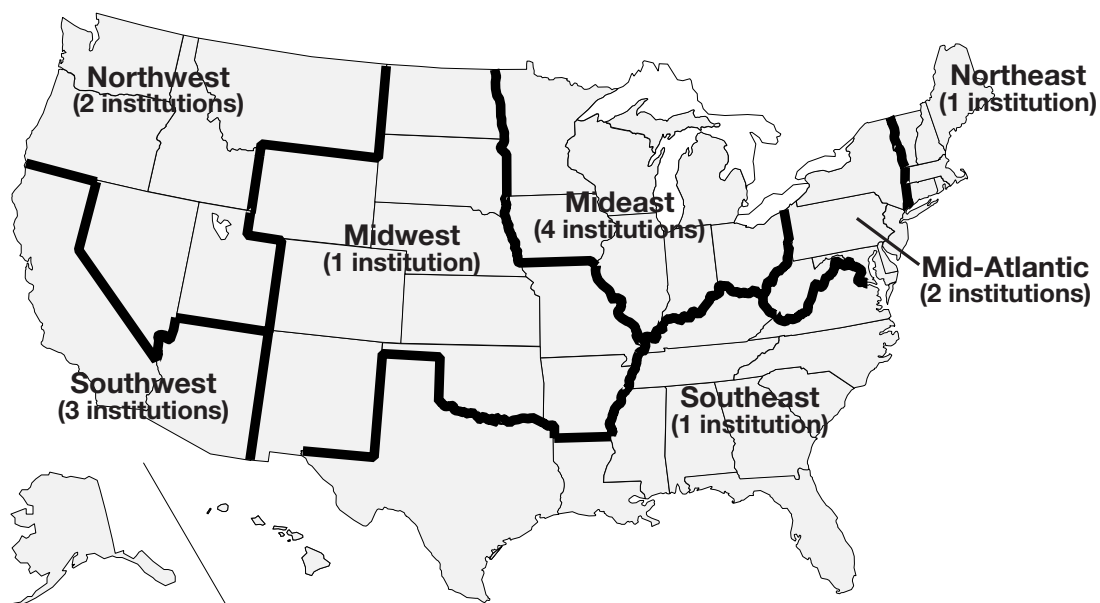 Northwest
(2 institutions)
Northeast
(1 institution)
Mideast
(4 institutions)
Midwest
(1 institution)
Mid-Atlantic
(2 institutions)
Southwest
(3 institutions)
Southeast
(1 institution)